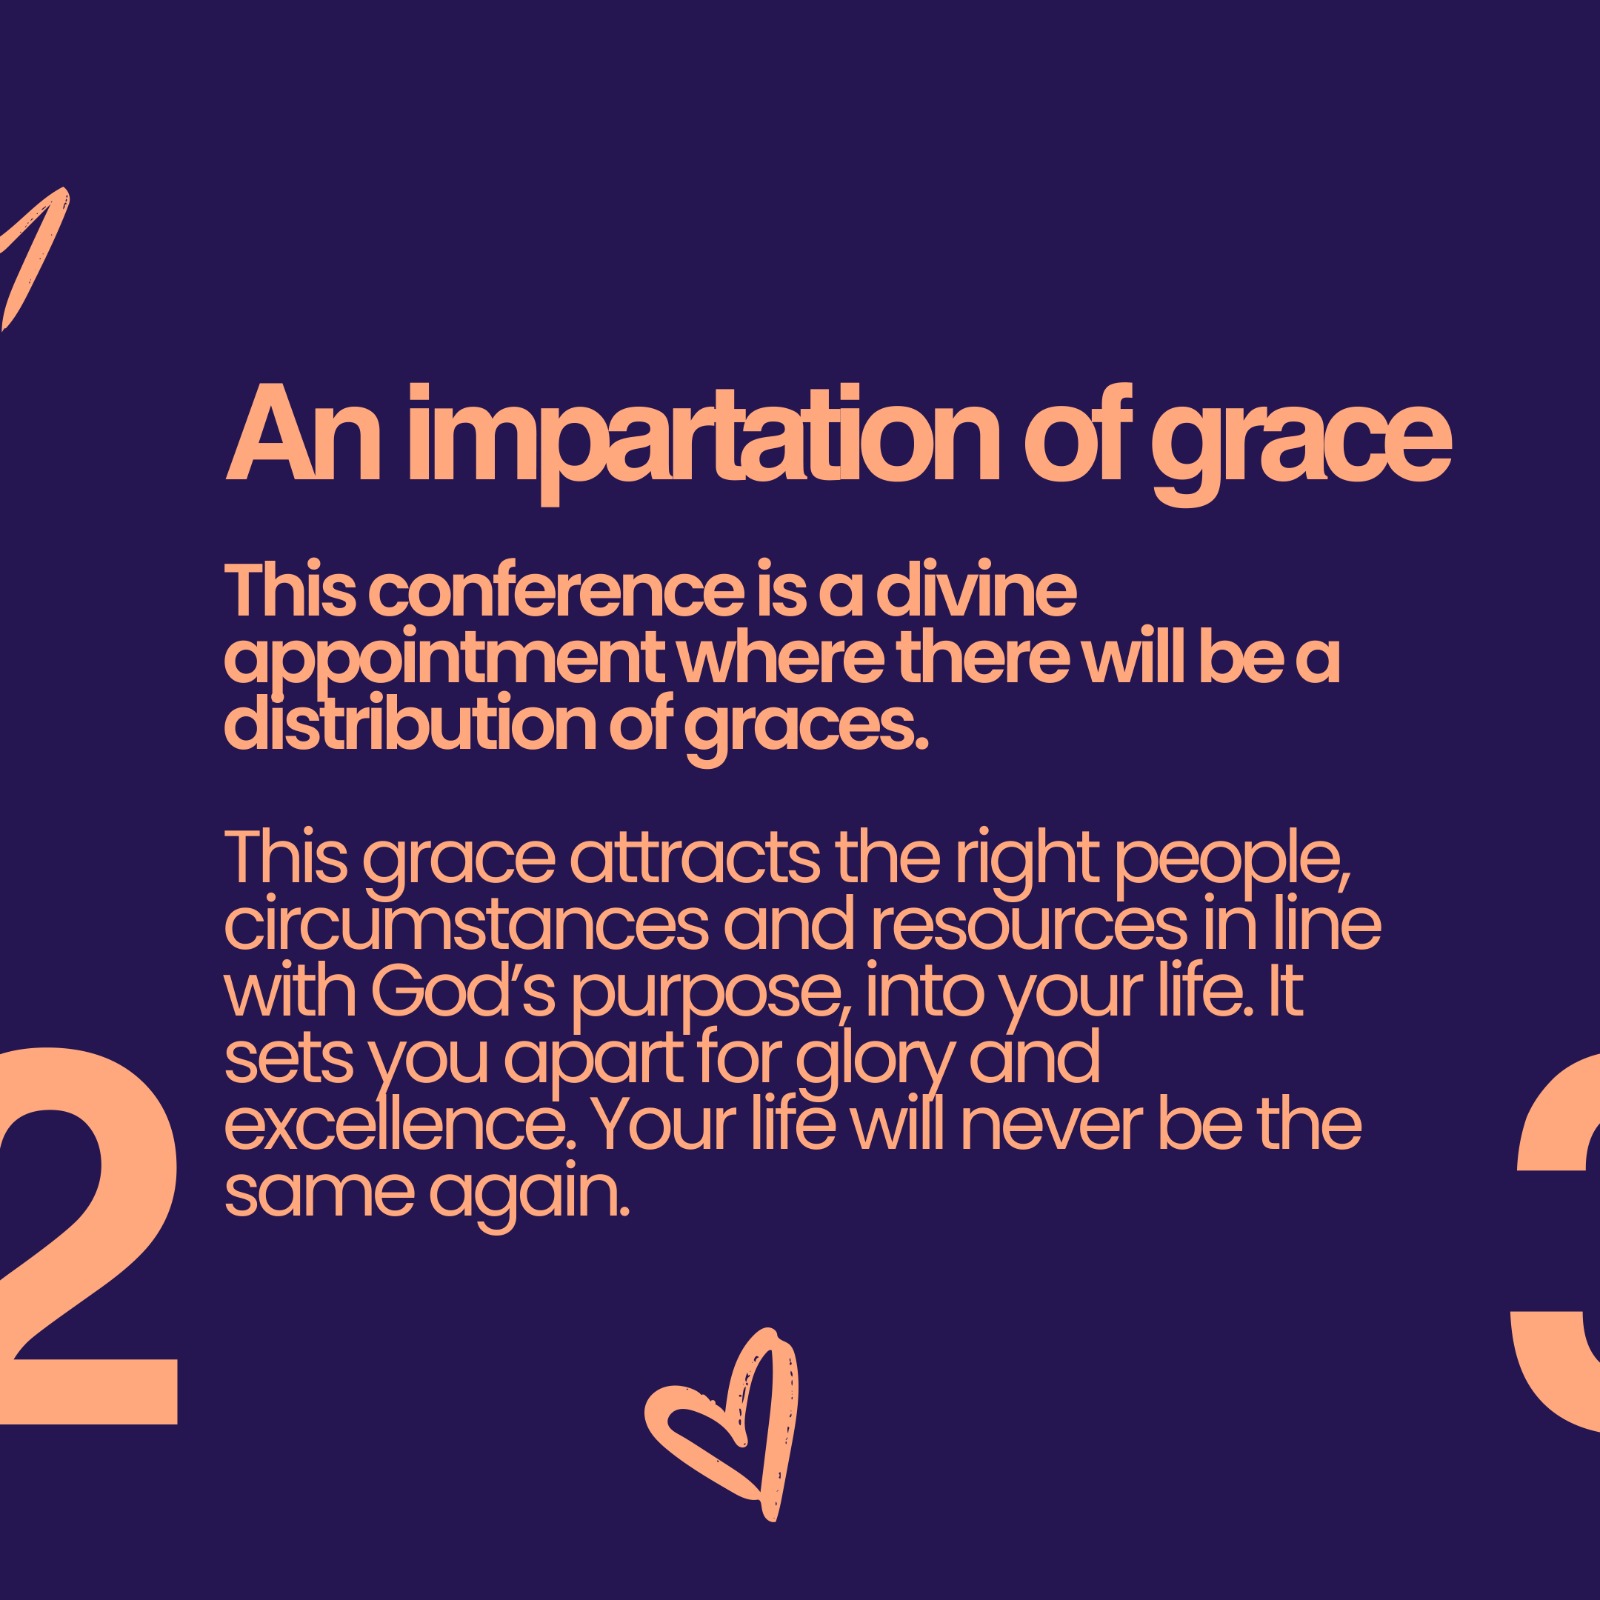 An impartation of grace
This conference is a divine
appointment where there will be a
distribution of graces.
This grace attracts the right people,
circumstances and resources in line
with God’s purpose, into your life. It
sets you apart for glory and
excellence. Your life will never be the
same again.
2
3